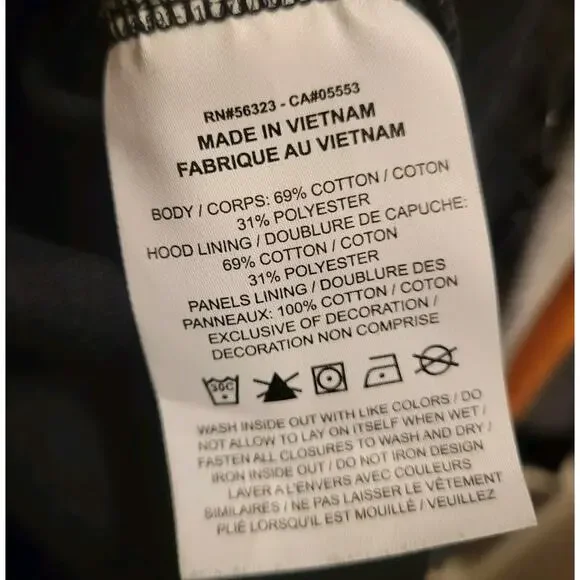 RN#56323 - CA#05553
MADE IN VIETNAM
FABRIQUE AU VIETNAM
BODY / CORPS: 69% COTTON / COTON
31% POLYESTER
HOOD LINING / DOUBLURE DE CAPUCHE:
69% COTTON / COTON
31% POLYESTER
PANELS LINING / DOUBLURE DES
PANNEAUX: 100% COTTON / COTON
EXCLUSIVE OF DECORATION /
DECORATION NON COMPRISE
30C
WASH INSIDE OUT WITH LIKE COLORS / DO
NOT ALLOW TO LAY ON ITSELF WHEN WET /
FASTEN ALL CLOSURES TO WASH AND DRY /
IRON INSIDE OUT / DO NOT IRON DESIGN
LAVER A L'ENVERS AVEC COULEURS
SIMILAIRES / NE PAS LAISSER LE VÊTEMENT
PLIÉ LORSQU'IL EST MOUILLÉ / VEUILLEZ